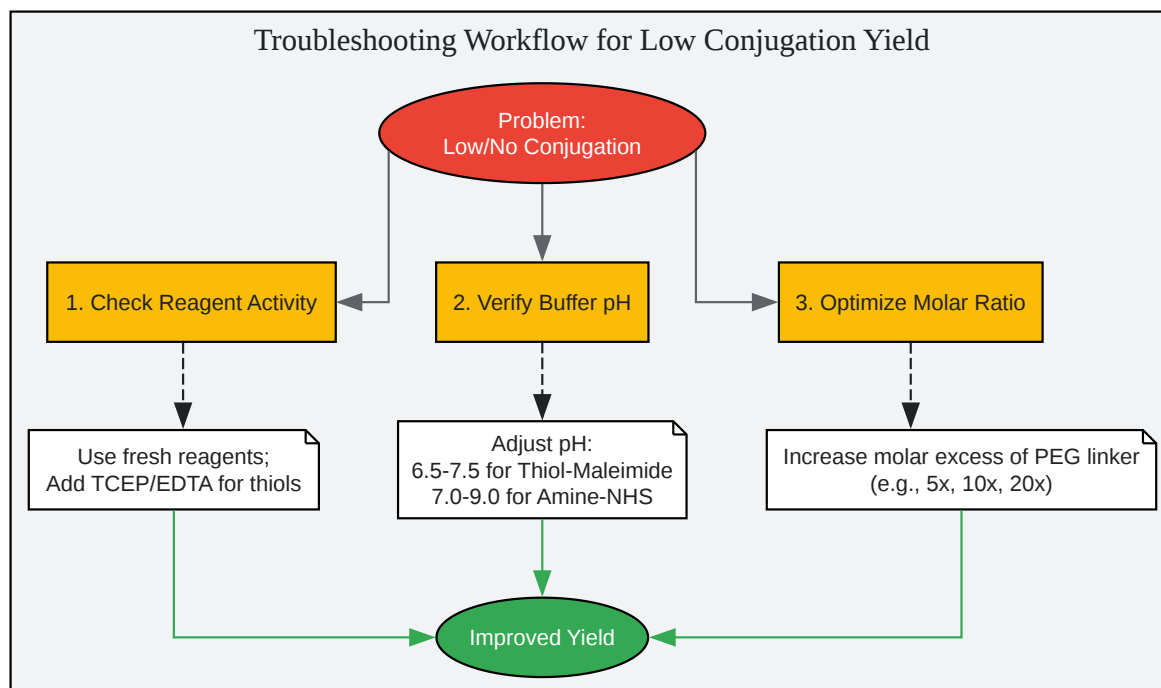 Troubleshooting Workflow for Low Conjugation Yield
Problem:
Low/No Conjugation
1. Check Reagent Activity
2. Verify Buffer pH
3. Optimize Molar Ratio
Use fresh reagents;
Add TCEP/EDTA for thiols
Adjust pH:
6.5-7.5 for Thiol-Maleimide
7.0-9.0 for Amine-NHS
Increase molar excess of PEG linker
(e.g., 5x, 10x, 20x)
Improved Yield